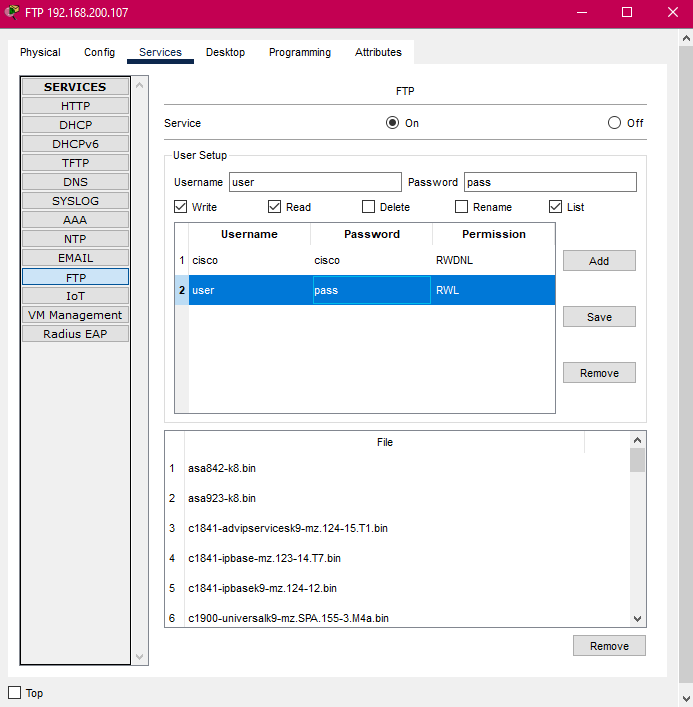 FTP 192.168.200.107
Physical Config Services Desktop Programming Attributes
SERVICES
HTTP
DHCP
DHCPv6
TFTP
DNS
SYSLOG
AAA
NTP
EMAIL
FTP
IoT
VM Management
Radius EAP
FTP
Service On Off
User Setup
Username user Password pass
Write Read Delete Rename List
Username Password Permission
1 cisco cisco RWDNL
2 user pass RWL
Add
Save
Remove
File
1 asa842-k8.bin
2 asa923-k8.bin
3 c1841-advipservicesk9-mz.124-15.T1.bin
4 c1841-ipbase-mz.123-14.T7.bin
5 c1841-ipbasek9-mz.124-12.bin
6 c1900-universalk9-mz.SPA.155-3.M4a.bin
Remove
Top